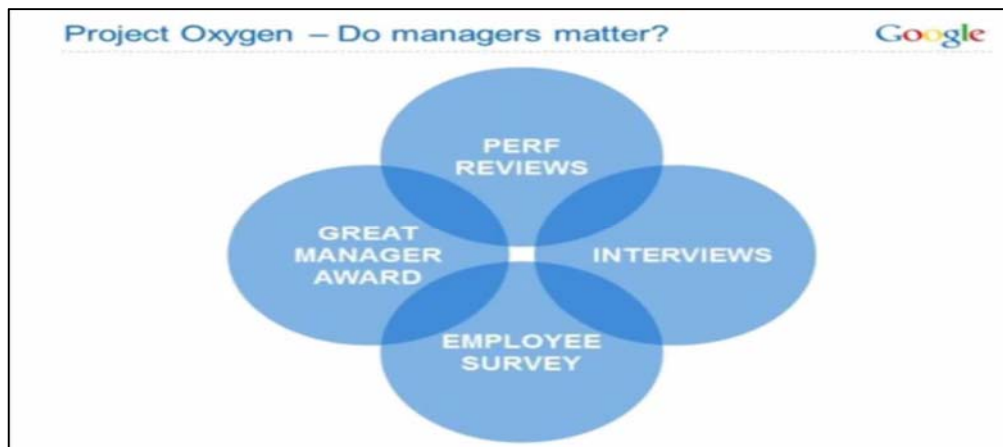 Project Oxygen – Do managers matter?
Google
PERF
REVIEWS
GREAT
MANAGER
AWARD
INTERVIEWS
EMPLOYEE
SURVEY